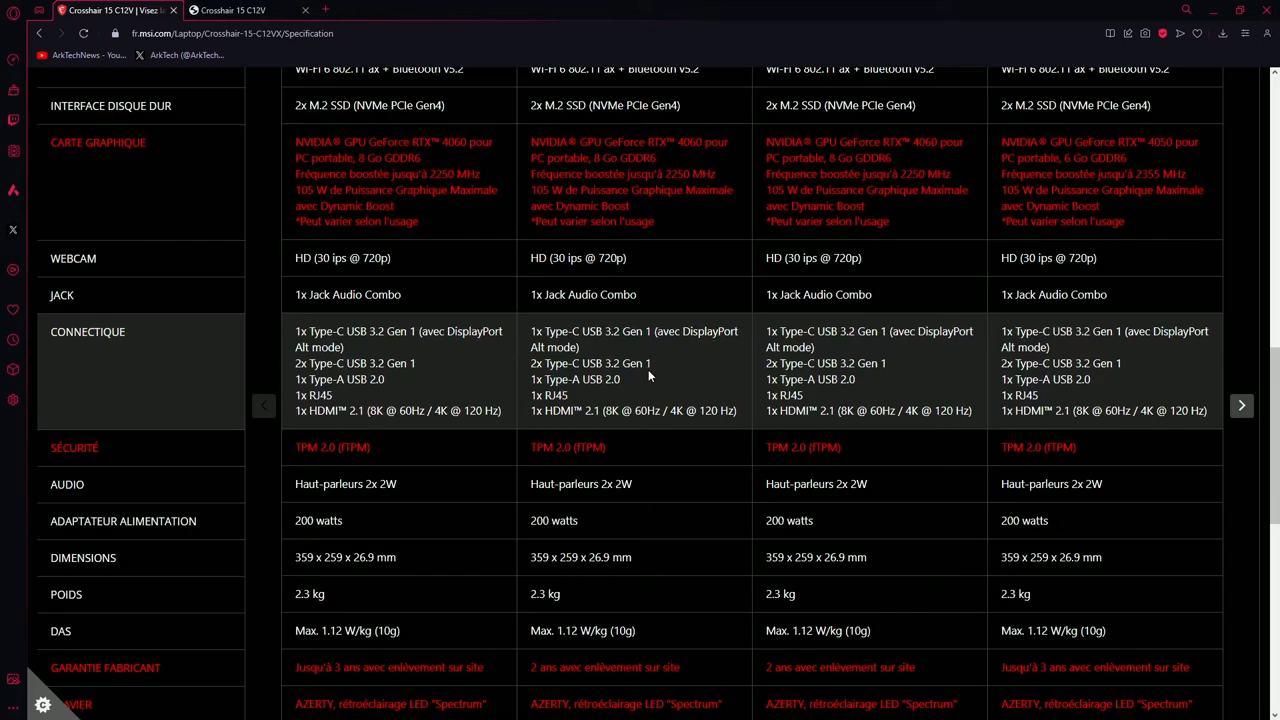 Crosshair 15 C12V | Visez l
Crosshair 15 C12V
fr.msi.com/Laptop/Crosshair-15-C12VX/Specification
ArkTechNews - You...
ArkTech (@ArkTech...
Wi-Fi 6 802.11 ax + Bluetooth v5.2
Wi-Fi 6 802.11 ax + Bluetooth v5.2
Wi-Fi 6 802.11 ax + Bluetooth v5.2
Wi-Fi 6 802.11 ax + Bluetooth v5.2
INTERFACE DISQUE DUR
2x M.2 SSD (NVMe PCIe Gen4)
2x M.2 SSD (NVMe PCIe Gen4)
2x M.2 SSD (NVMe PCIe Gen4)
2x M.2 SSD (NVMe PCIe Gen4)
CARTE GRAPHIQUE
NVIDIA® GPU GeForce RTX™ 4060 pour
PC portable, 8 Go GDDR6
Fréquence boostée jusqu'à 2250 MHz
105 W de Puissance Graphique Maximale
avec Dynamic Boost
*Peut varier selon l'usage
NVIDIA® GPU GeForce RTX™ 4060 pour
PC portable, 8 Go GDDR6
Fréquence boostée jusqu'à 2250 MHz
105 W de Puissance Graphique Maximale
avec Dynamic Boost
*Peut varier selon l'usage
NVIDIA® GPU GeForce RTX™ 4060 pour
PC portable, 8 Go GDDR6
Fréquence boostée jusqu'à 2250 MHz
105 W de Puissance Graphique Maximale
avec Dynamic Boost
*Peut varier selon l'usage
NVIDIA® GPU GeForce RTX™ 4050 pour
PC portable, 6 Go GDDR6
Fréquence boostée jusqu'à 2355 MHz
105 W de Puissance Graphique Maximale
avec Dynamic Boost
*Peut varier selon l'usage
WEBCAM
HD (30 ips @ 720p)
HD (30 ips @ 720p)
HD (30 ips @ 720p)
HD (30 ips @ 720p)
JACK
1x Jack Audio Combo
1x Jack Audio Combo
1x Jack Audio Combo
1x Jack Audio Combo
CONNECTIQUE
1x Type-C USB 3.2 Gen 1 (avec DisplayPort
Alt mode)
2x Type-C USB 3.2 Gen 1
1x Type-A USB 2.0
1x RJ45
1x HDMI™ 2.1 (8K @ 60Hz / 4K @ 120 Hz)
1x Type-C USB 3.2 Gen 1 (avec DisplayPort
Alt mode)
2x Type-C USB 3.2 Gen 1
1x Type-A USB 2.0
1x RJ45
1x HDMI™ 2.1 (8K @ 60Hz / 4K @ 120 Hz)
1x Type-C USB 3.2 Gen 1 (avec DisplayPort
Alt mode)
2x Type-C USB 3.2 Gen 1
1x Type-A USB 2.0
1x RJ45
1x HDMI™ 2.1 (8K @ 60Hz / 4K @ 120 Hz)
1x Type-C USB 3.2 Gen 1 (avec DisplayPort
Alt mode)
2x Type-C USB 3.2 Gen 1
1x Type-A USB 2.0
1x RJ45
1x HDMI™ 2.1 (8K @ 60Hz / 4K @ 120 Hz)
SÉCURITÉ
TPM 2.0 (fTPM)
TPM 2.0 (fTPM)
TPM 2.0 (fTPM)
TPM 2.0 (fTPM)
AUDIO
Haut-parleurs 2x 2W
Haut-parleurs 2x 2W
Haut-parleurs 2x 2W
Haut-parleurs 2x 2W
ADAPTATEUR ALIMENTATION
200 watts
200 watts
200 watts
200 watts
DIMENSIONS
359 x 259 x 26.9 mm
359 x 259 x 26.9 mm
359 x 259 x 26.9 mm
359 x 259 x 26.9 mm
POIDS
2.3 kg
2.3 kg
2.3 kg
2.3 kg
DAS
Max. 1.12 W/kg (10g)
Max. 1.12 W/kg (10g)
Max. 1.12 W/kg (10g)
Max. 1.12 W/kg (10g)
GARANTIE FABRICANT
Jusqu'à 3 ans avec enlèvement sur site
2 ans avec enlèvement sur site
2 ans avec enlèvement sur site
Jusqu'à 3 ans avec enlèvement sur site
AVIER
AZERTY, rétroéclairage LED "Spectrum"
AZERTY, rétroéclairage LED "Spectrum"
AZERTY, rétroéclairage LED "Spectrum"
AZERTY, rétroéclairage LED "Spectrum"